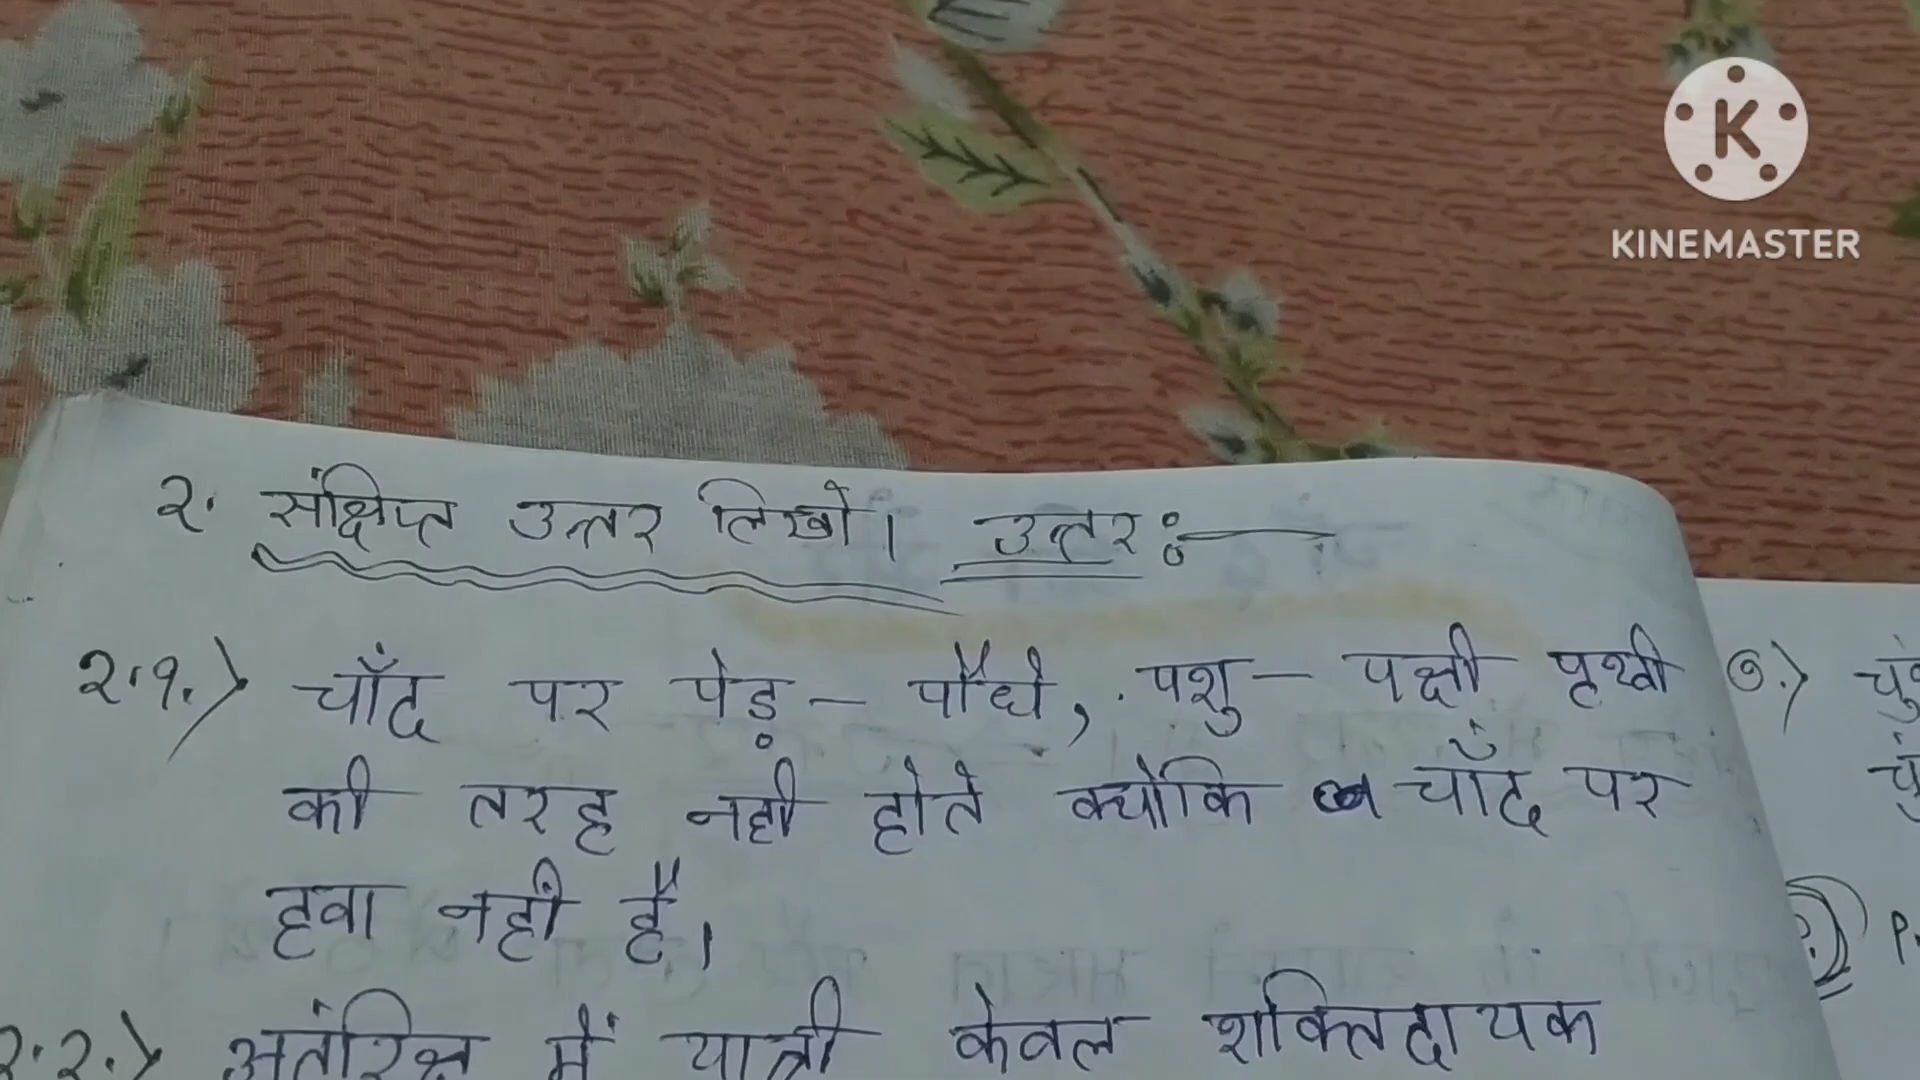 KINEMASTER
२. संक्षिप्त उत्तर लिखो। उत्तर :—
२.१.) चाँद पर पेड़ - पौधे, पशु - पक्षी पृथ्वी
की तरह नहीं होते क्योंकि चाँद पर
हवा नहीं है।
२.२.) अतंरिक्ष में यात्री केवल शक्तिदायक